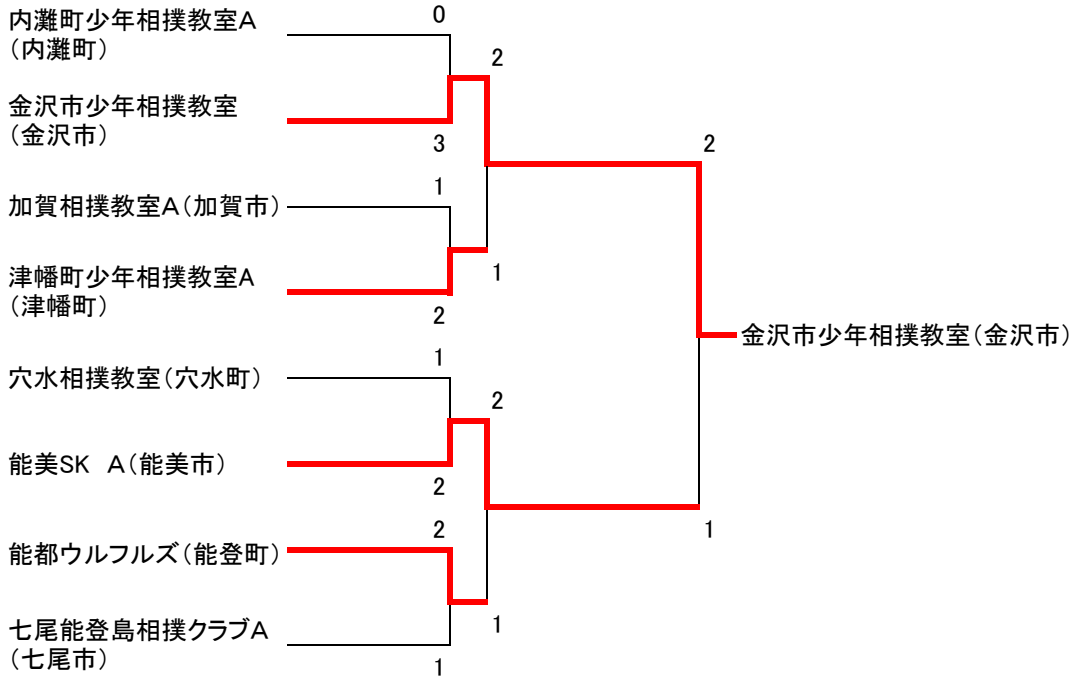 内灘町少年相撲教室A
(内灘町)
0
2
金沢市少年相撲教室
(金沢市)
3
2
加賀相撲教室A(加賀市)
1
津幡町少年相撲教室A
(津幡町)
2
1
金沢市少年相撲教室(金沢市)
穴水相撲教室(穴水町)
1
2
能美SK　A(能美市)
2
能都ウルフルズ(能登町)
2
1
1
七尾能登島相撲クラブA
(七尾市)
1